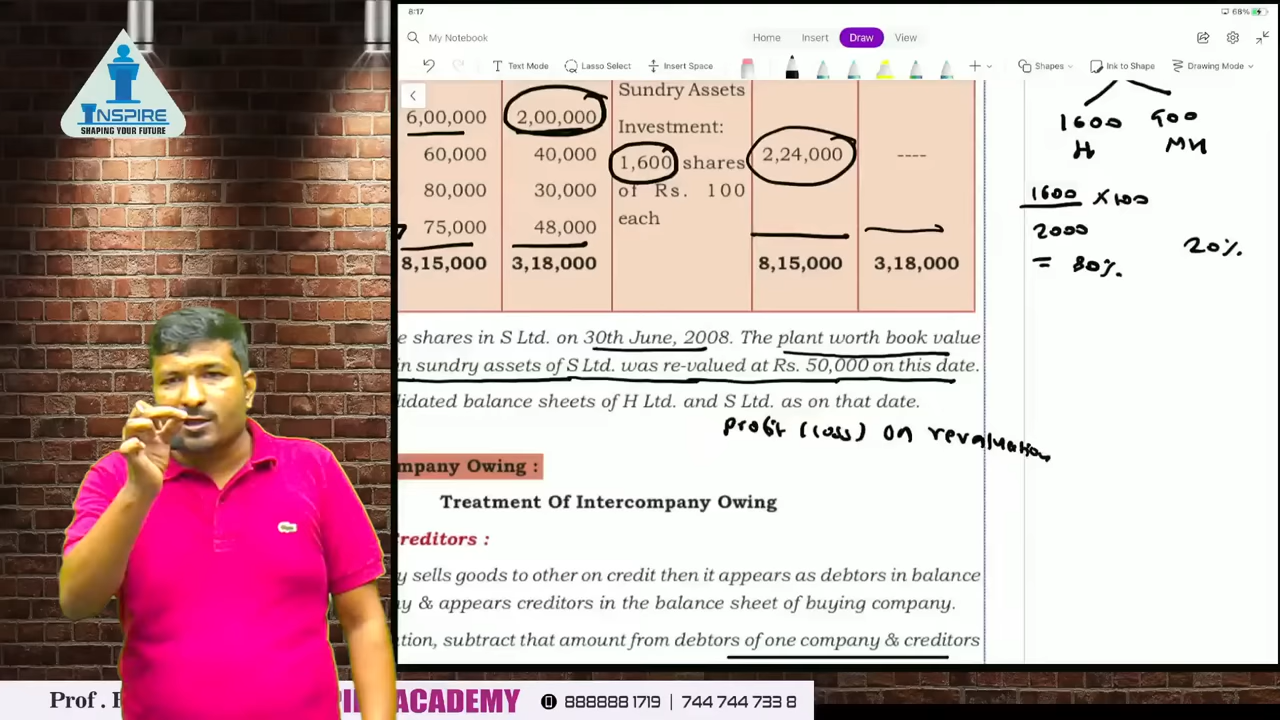 8:17
68%
My Notebook
Home
Insert
Draw
View
Text Mode
Lasso Select
Insert Space
Shapes
Ink to Shape
Drawing Mode
INSPIRE
SHAPING YOUR FUTURE
Sundry Assets
6,00,000 2,00,000 Investment:
60,000 40,000 1,600 shares 2,24,000 ----
80,000 30,000 of Rs. 100
75,000 48,000 each
8,15,000 3,18,000 8,15,000 3,18,000
1600
H
400
MH
1600 × 100
2000
= 80%
20%
e shares in S Ltd. on 30th June, 2008. The plant worth book value
in sundry assets of S Ltd. was re-valued at Rs. 50,000 on this date.
lidated balance sheets of H Ltd. and S Ltd. as on that date.
profit (loss) on revaluation
mpany Owing :
Treatment Of Intercompany Owing
Creditors :
y sells goods to other on credit then it appears as debtors in balance
ny & appears creditors in the balance sheet of buying company.
tion, subtract that amount from debtors of one company & creditors
Prof .
ACADEMY
888888 1719 | 744 744 733 8